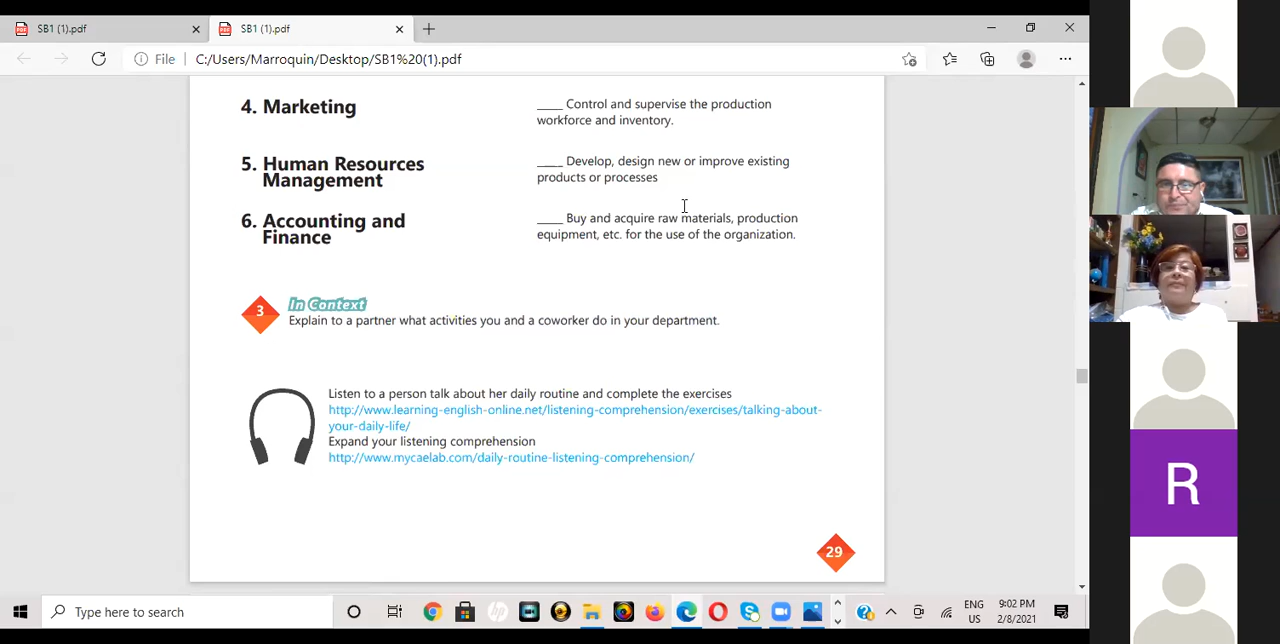 SB1 (1).pdf
SB1 (1).pdf
File
C:/Users/Marroquin/Desktop/SB1%20(1).pdf
4. Marketing
____ Control and supervise the production
workforce and inventory.
5. Human Resources
Management
____ Develop, design new or improve existing
products or processes
6. Accounting and
Finance
____ Buy and acquire raw materials, production
equipment, etc. for the use of the organization.
3
In Context
Explain to a partner what activities you and a coworker do in your department.
Listen to a person talk about her daily routine and complete the exercises
http://www.learning-english-online.net/listening-comprehension/exercises/talking-about-
your-daily-life/
Expand your listening comprehension
http://www.mycaelab.com/daily-routine-listening-comprehension/
29
R
Type here to search
ENG
US
9:02 PM
2/8/2021